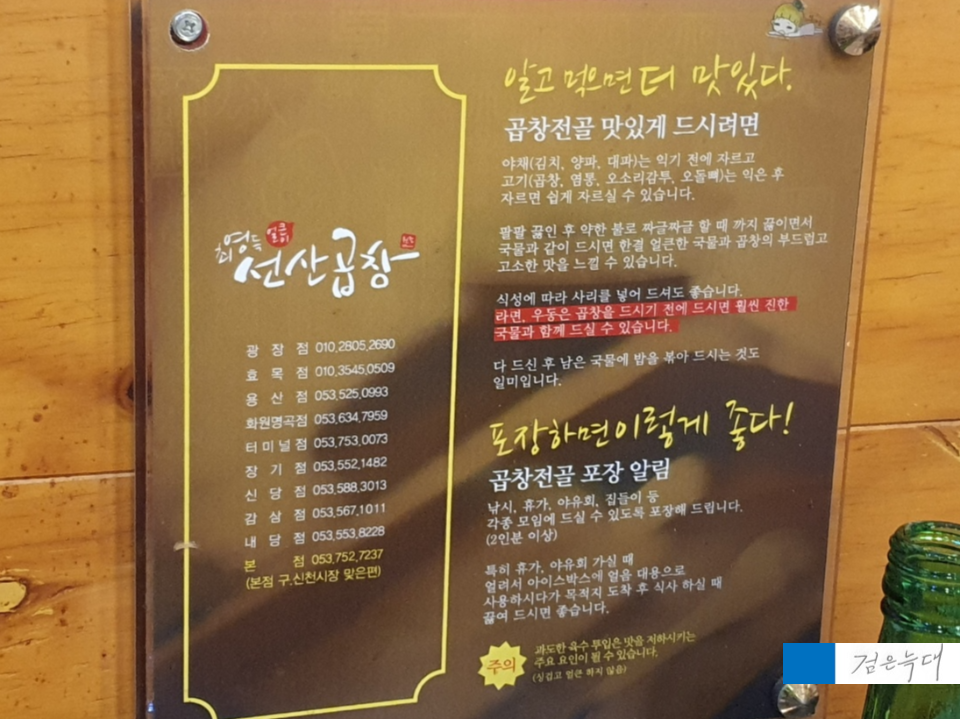 최영두
얼큰이
선산곱창
광장점 010.2805.2690
효목점 010.3545.0509
용산점 053.525.0993
화원명곡점 053.634.7959
터미널점 053.753.0073
장기점 053.552.1482
신당점 053.588.3013
감삼점 053.567.1011
내당점 053.553.8228
본점 053.752.7237
(본점 구.신천시장 맞은편)
알고 먹으면 더 맛있다.
곱창전골 맛있게 드시려면
야채(김치, 양파, 대파)는 익기 전에 자르고
고기(곱창, 염통, 오소리감투, 오돌뼈)는 익은 후
자르면 쉽게 자르실 수 있습니다.
팔팔 끓인 후 약한 불로 짜글짜글 할 때 까지 끓이면서
국물과 같이 드시면 한결 얼큰한 국물과 곱창의 부드럽고
고소한 맛을 느낄 수 있습니다.
식성에 따라 사리를 넣어 드셔도 좋습니다.
라면, 우동은 곱창을 드시기 전에 드시면 훨씬 진한
국물과 함께 드실 수 있습니다.
다 드신 후 남은 국물에 밥을 볶아 드시는 것도
일미입니다.
포장하면 이렇게 좋다!
곱창전골 포장 알림
낚시, 휴가, 야유회, 집들이 등
각종 모임에 드실 수 있도록 포장해 드립니다.
(2인분 이상)
특히 휴가, 야유회 가실 때
얼려서 아이스박스에 얼음 대용으로
사용하시다가 목적지 도착 후 식사 하실 때
끓여 드시면 좋습니다.
주의
과도한 육수 투입은 맛을 저하시키는
주요 요인이 될 수 있습니다.
(싱겁고 얼큰 하지 않음)
검은늑대